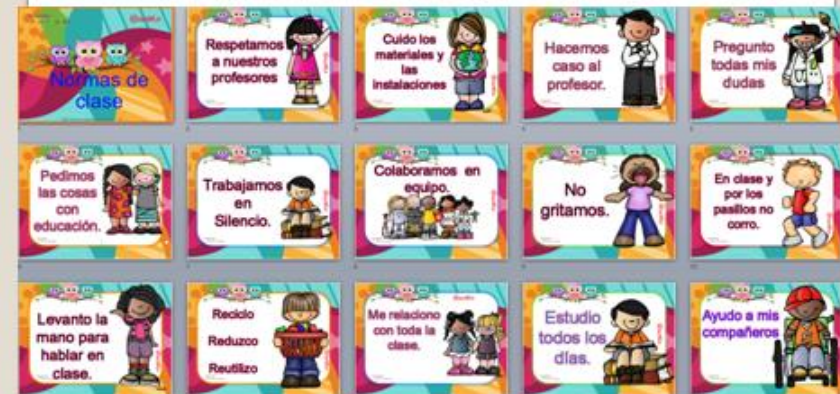 Normas de
clase
Respetamos
a nuestros
profesores
Cuido los
materiales y
las
instalaciones
Hacemos
caso al
profesor.
Pregunto
todas mis
dudas
Pedimos
las cosas
con
educación.
Trabajamos
en
Silencio.
Colaboramos en
equipo.
No
gritamos.
En clase y
por los
pasillos no
corro.
Levanto la
mano para
hablar en
clase.
Reciclo
Reduzco
Reutilizo
Me relaciono
con toda la
clase.
Estudio
todos los
días.
Ayudo a mis
compañeros